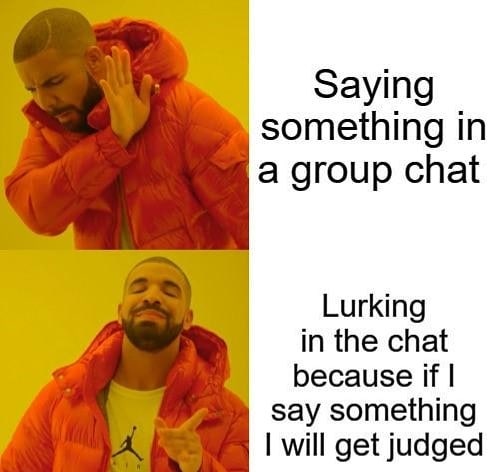 Saying
something in
a group chat
Lurking
in the chat
because if I
say something
I will get judged